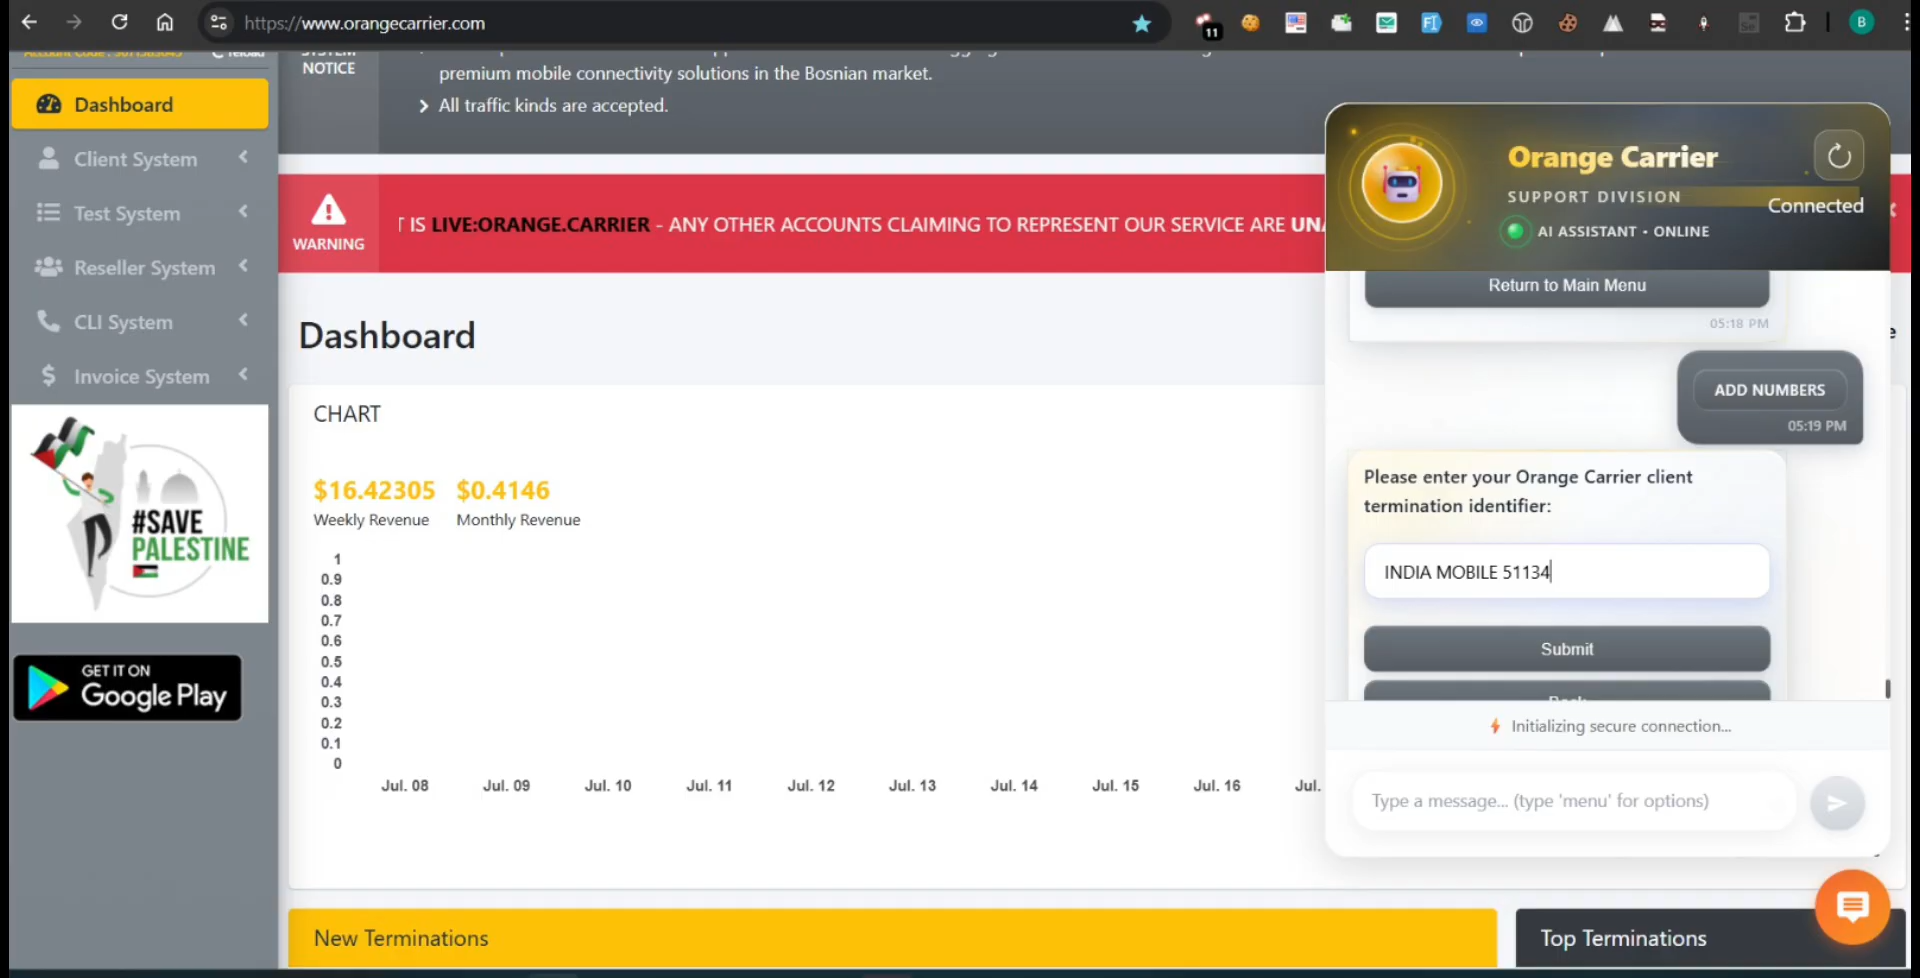 https://www.orangecarrier.com
11
B
reload
SYSTEM
NOTICE
premium mobile connectivity solutions in the Bosnian market.
All traffic kinds are accepted.
Dashboard
Client System
Test System
Reseller System
CLI System
Invoice System
#SAVE
PALESTINE
GET IT ON
Google Play
WARNING
IS LIVE:ORANGE.CARRIER - ANY OTHER ACCOUNTS CLAIMING TO REPRESENT OUR SERVICE ARE
Dashboard
CHART
$16.42305 $0.4146
Weekly Revenue Monthly Revenue
1
0.9
0.8
0.7
0.6
0.5
0.4
0.3
0.2
0.1
0
Jul. 08 Jul. 09 Jul. 10 Jul. 11 Jul. 12 Jul. 13 Jul. 14 Jul. 15 Jul. 16 Jul.
New Terminations
Top Terminations
Orange Carrier
SUPPORT DIVISION
Connected
AI ASSISTANT • ONLINE
Return to Main Menu
05:18 PM
ADD NUMBERS
05:19 PM
Please enter your Orange Carrier client
termination identifier:
INDIA MOBILE 51134
Submit
Initializing secure connection...
Type a message... (type 'menu' for options)